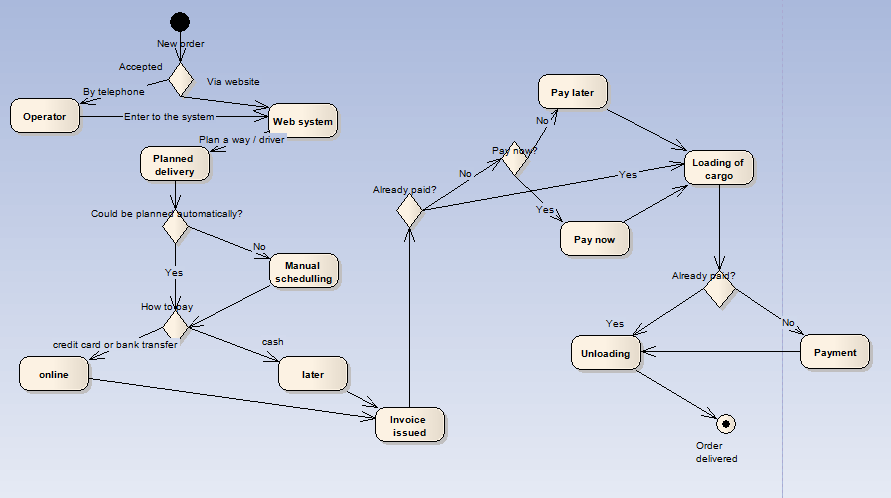 New order
Accepted
Via website
By telephone
Operator
Enter to the system
Web system
Plan a way / driver
Planned
delivery
Could be planned automatically?
No
Yes
Manual
schedulling
How to pay
credit card or bank transfer
cash
online
later
Invoice
issued
Already paid?
No
Yes
Pay now?
No
Yes
Pay later
Pay now
Loading of
cargo
Already paid?
Yes
No
Unloading
Payment
Order
delivered